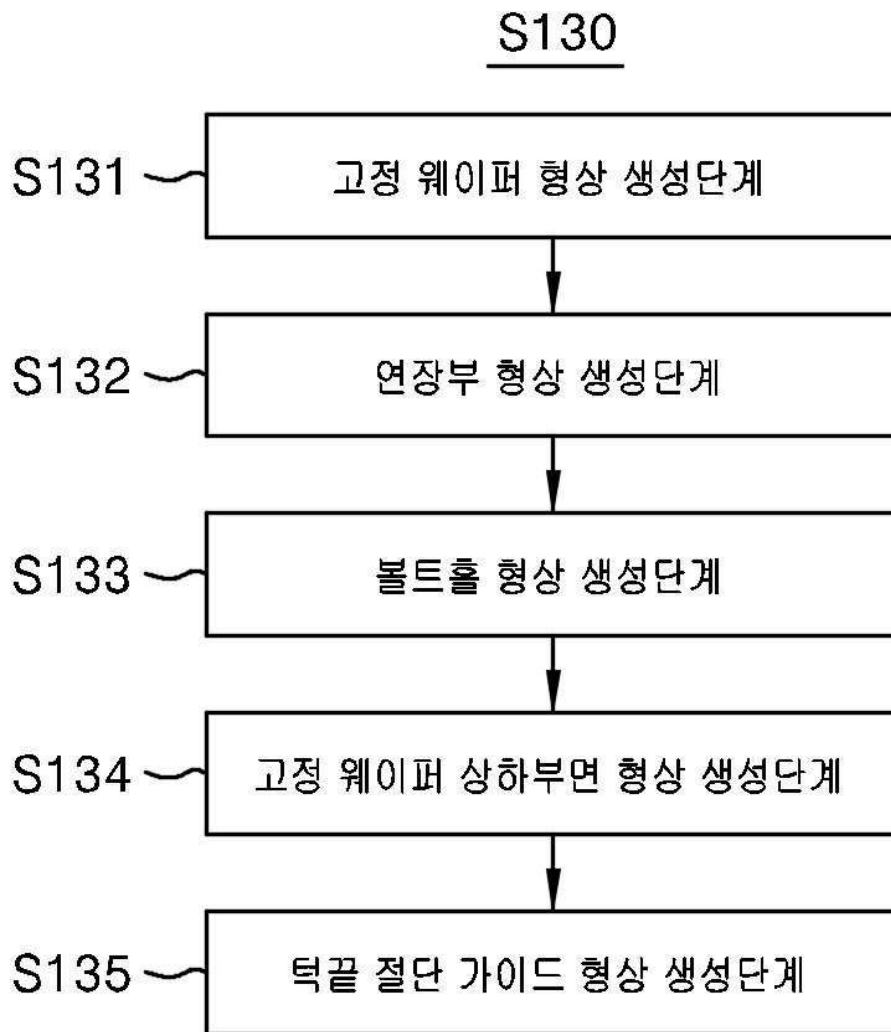 S130
S131 고정 웨이퍼 형상 생성단계
S132 연장부 형상 생성단계
S133 볼트홀 형상 생성단계
S134 고정 웨이퍼 상하부면 형상 생성단계
S135 턱끝 절단 가이드 형상 생성단계